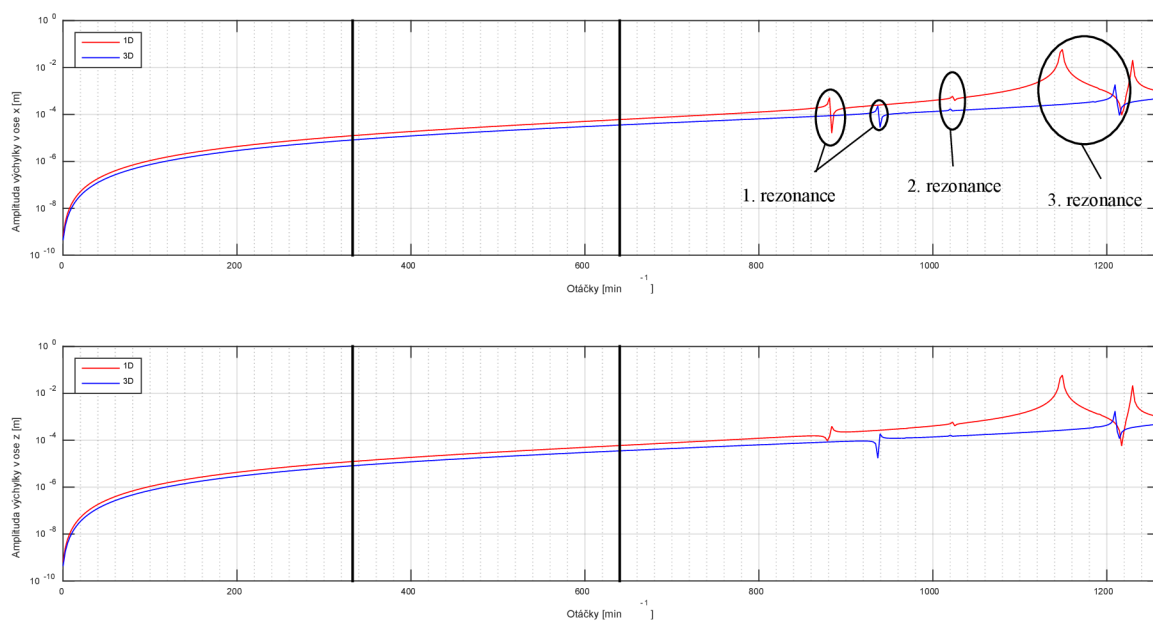 10 0
10 -2
10 -4
10 -6
10 -8
10 -10
Amplituda výchylky v ose x [m]
1D
3D
1. rezonance
2. rezonance
3. rezonance
0 200 400 600 800 1000 1200
Otáčky [min -1 ]
10 0
10 -2
10 -4
10 -6
10 -8
10 -10
Amplituda výchylky v ose z [m]
1D
3D
0 200 400 600 800 1000 1200
Otáčky [min -1 ]